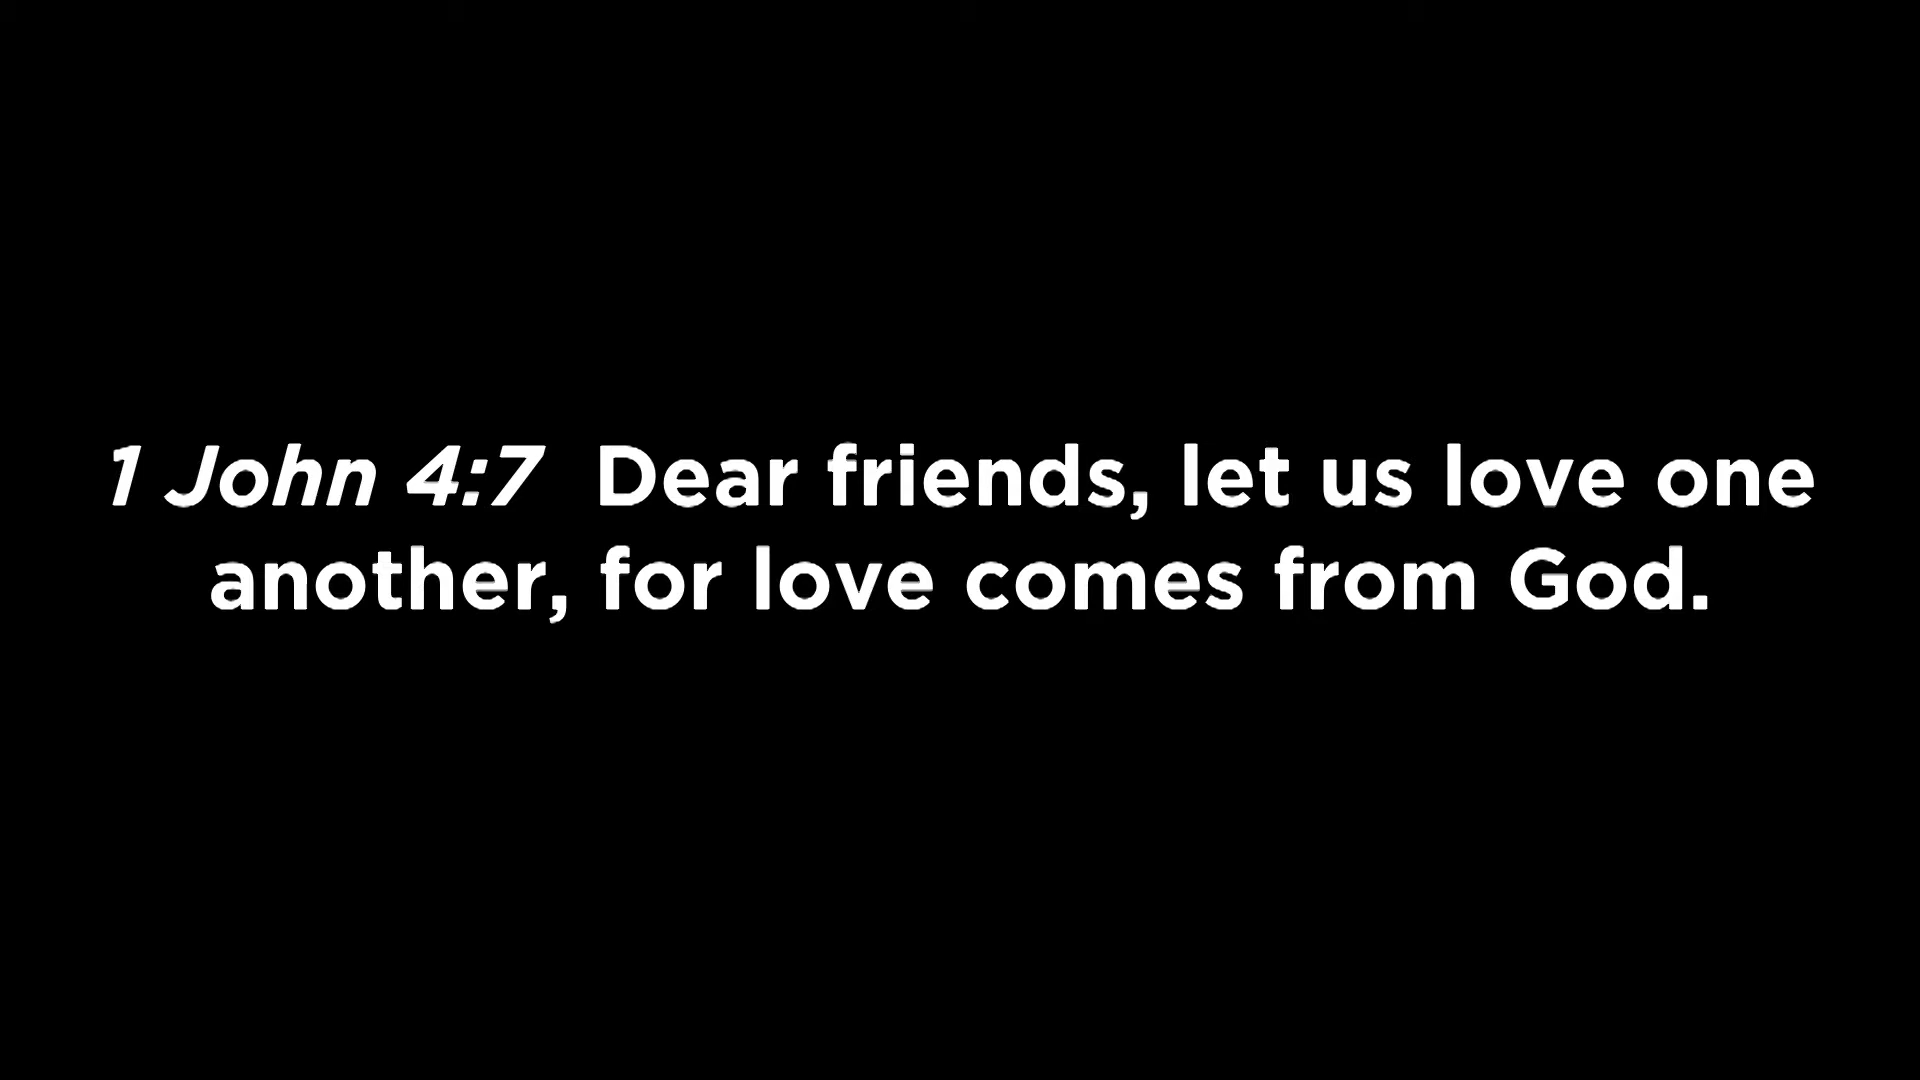 1 John 4:7 Dear friends, let us love one
another, for love comes from God.